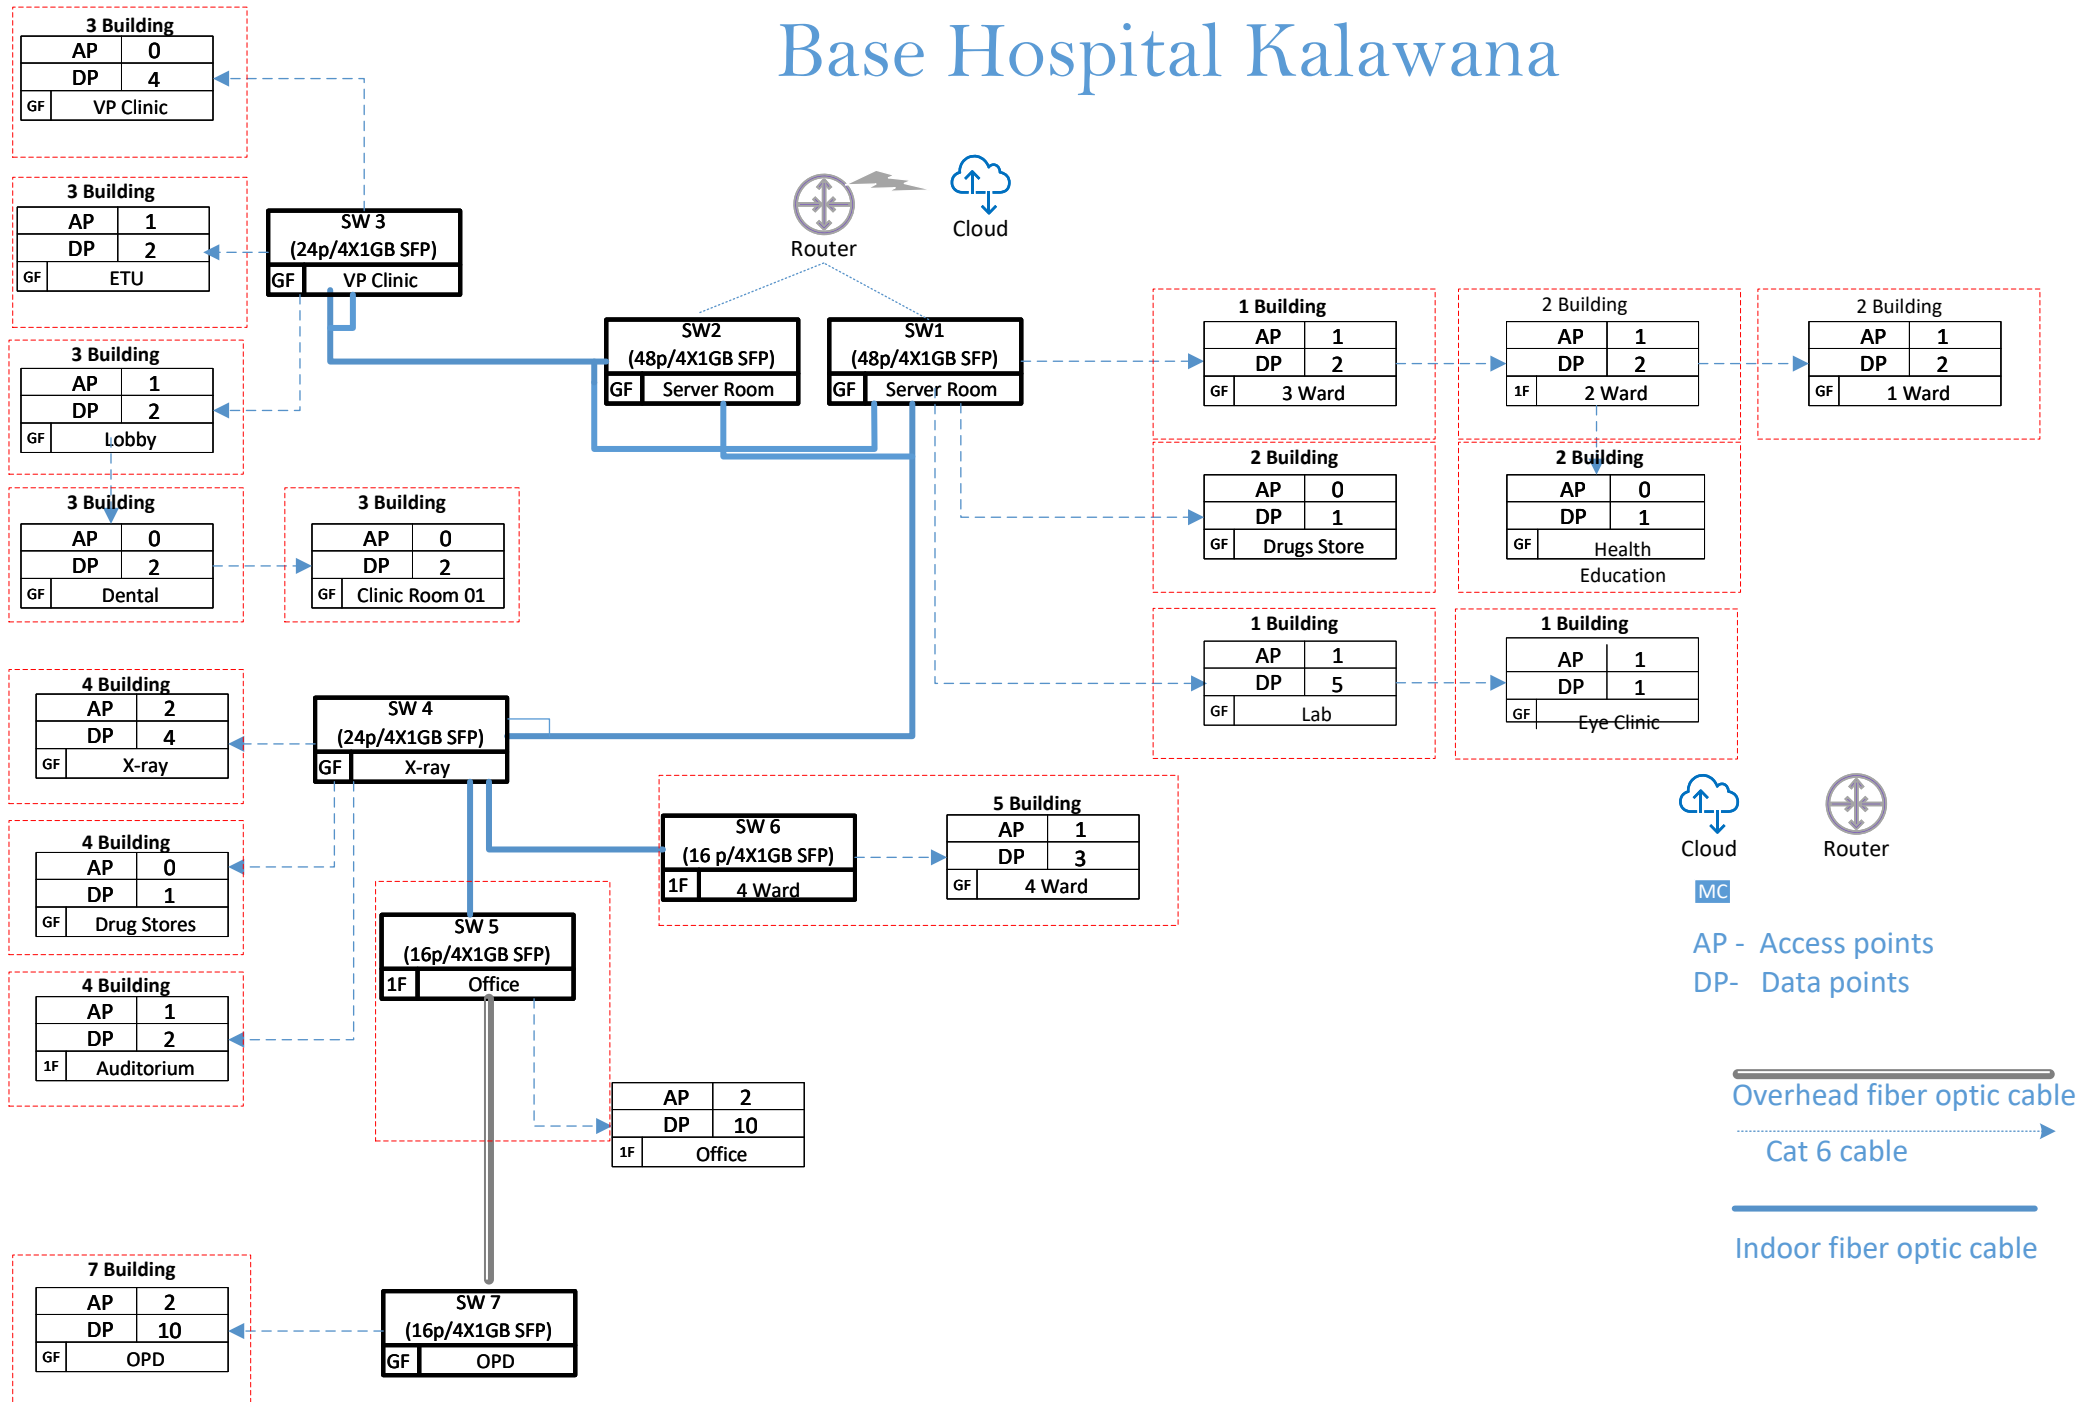 Base Hospital Kalawana
3 Building
AP 0
DP 4
GF VP Clinic
3 Building
AP 1
DP 2
GF ETU
SW 3
(24p/4X1GB SFP)
GF VP Clinic
Router
Cloud
3 Building
AP 1
DP 2
GF Lobby
SW2
(48p/4X1GB SFP)
GF Server Room
SW1
(48p/4X1GB SFP)
GF Server Room
1 Building
AP 1
DP 2
GF 3 Ward
2 Building
AP 1
DP 2
1F 2 Ward
2 Building
AP 1
DP 2
GF 1 Ward
3 Building
AP 0
DP 2
GF Dental
3 Building
AP 0
DP 2
GF Clinic Room 01
2 Building
AP 0
DP 1
GF Drugs Store
2 Building
AP 0
DP 1
GF Health
Education
1 Building
AP 1
DP 5
GF Lab
1 Building
AP 1
DP 1
GF Eye Clinic
4 Building
AP 2
DP 4
GF X-ray
SW 4
(24p/4X1GB SFP)
GF X-ray
4 Building
AP 0
DP 1
GF Drug Stores
SW 6
(16 p/4X1GB SFP)
1F 4 Ward
5 Building
AP 1
DP 3
GF 4 Ward
4 Building
AP 1
DP 2
1F Auditorium
SW 5
(16p/4X1GB SFP)
1F Office
AP 2
DP 10
1F Office
7 Building
AP 2
DP 10
GF OPD
SW 7
(16p/4X1GB SFP)
GF OPD
Cloud
Router
MC
AP - Access points
DP- Data points
Overhead fiber optic cable
Cat 6 cable
Indoor fiber optic cable